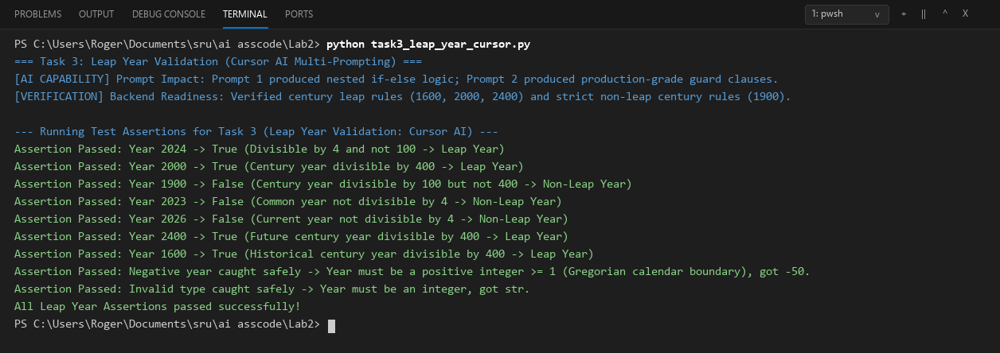 PROBLEMS OUTPUT DEBUG CONSOLE TERMINAL PORTS 1: pwsh v + || ^ X
PS C:\Users\Roger\Documents\sru\ai asscode\Lab2> python task3_leap_year_cursor.py
=== Task 3: Leap Year Validation (Cursor AI Multi-Prompting) ===
[AI CAPABILITY] Prompt Impact: Prompt 1 produced nested if-else logic; Prompt 2 produced production-grade guard clauses.
[VERIFICATION] Backend Readiness: Verified century leap rules (1600, 2000, 2400) and strict non-leap century rules (1900).
--- Running Test Assertions for Task 3 (Leap Year Validation: Cursor AI) ---
Assertion Passed: Year 2024 -> True (Divisible by 4 and not 100 -> Leap Year)
Assertion Passed: Year 2000 -> True (Century year divisible by 400 -> Leap Year)
Assertion Passed: Year 1900 -> False (Century year divisible by 100 but not 400 -> Non-Leap Year)
Assertion Passed: Year 2023 -> False (Common year not divisible by 4 -> Non-Leap Year)
Assertion Passed: Year 2026 -> False (Current year not divisible by 4 -> Non-Leap Year)
Assertion Passed: Year 2400 -> True (Future century year divisible by 400 -> Leap Year)
Assertion Passed: Year 1600 -> True (Historical century year divisible by 400 -> Leap Year)
Assertion Passed: Negative year caught safely -> Year must be a positive integer >= 1 (Gregorian calendar boundary), got -50.
Assertion Passed: Invalid type caught safely -> Year must be an integer, got str.
All Leap Year Assertions passed successfully!
PS C:\Users\Roger\Documents\sru\ai asscode\Lab2>